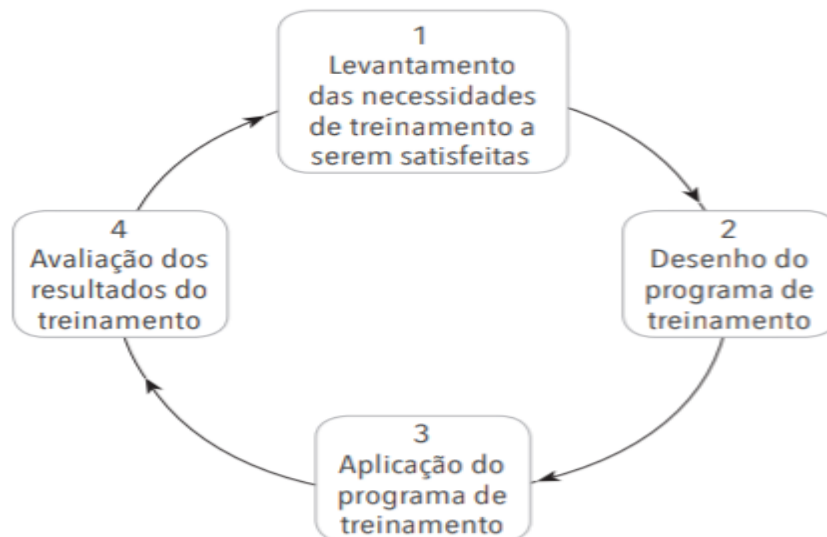 1
Levantamento
das necessidades
de treinamento a
serem satisfeitas
2
Desenho do
programa de
treinamento
3
Aplicação do
programa de
treinamento
4
Avaliação dos
resultados do
treinamento